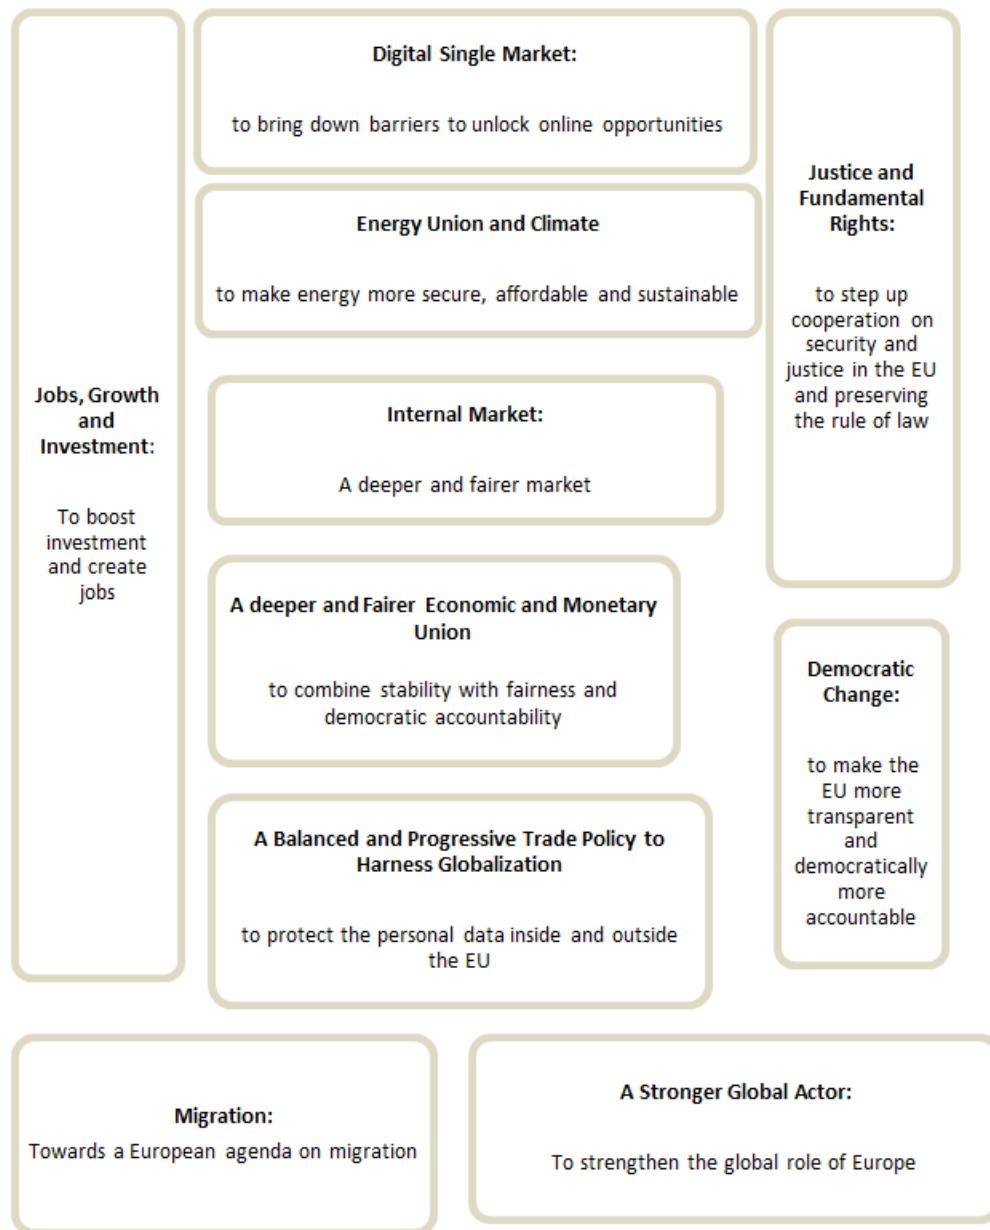 Digital Single Market:
to bring down barriers to unlock online opportunities
Energy Union and Climate
to make energy more secure, affordable and sustainable
Internal Market:
A deeper and fairer market
A deeper and Fairer Economic and Monetary
Union
to combine stability with fairness and
democratic accountability
A Balanced and Progressive Trade Policy to
Harness Globalization
to protect the personal data inside and outside
the EU
Jobs, Growth
and
Investment:
To boost
investment
and create
jobs
Justice and
Fundamental
Rights:
to step up
cooperation on
security and
justice in the EU
and preserving
the rule of law
Democratic
Change:
to make the
EU more
transparent
and
democratically
more
accountable
Migration:
Towards a European agenda on migration
A Stronger Global Actor:
To strengthen the global role of Europe